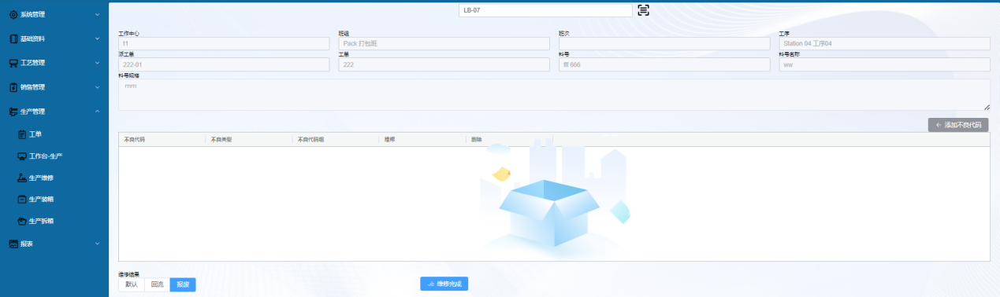 系统管理
基础资料
工艺管理
销售管理
生产管理
工单
工作台-生产
生产维修
生产装箱
生产拆箱
报表
LB-07
工作中心 班组 班次 工序
t1 Pack 打包班 Station 04 工序04
派工单 工单 料号 料号名称
222-01 222 fff 666 ww
料号规格
mm
添加不良代码
不良代码 不良类型 不良代码组 维修 删除
维修结果
默认 回流 报废 维修完成